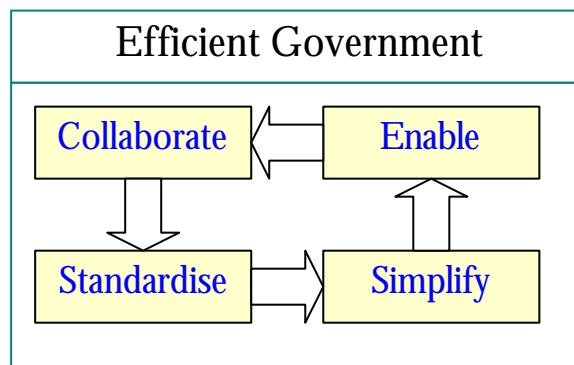 Efficient Government
Collaborate
Enable
Standardise
Simplify